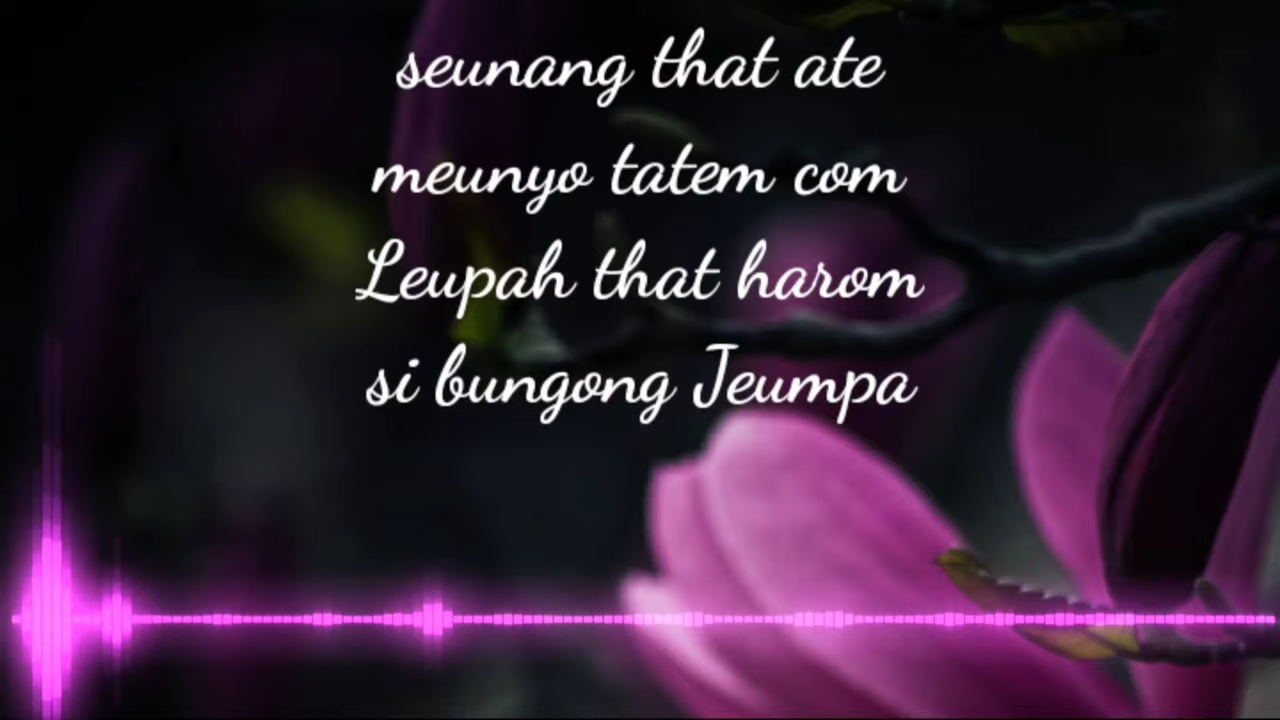 seunang that ate
meunyo tatem com
Leupah that harom
si bungong Jeumpa